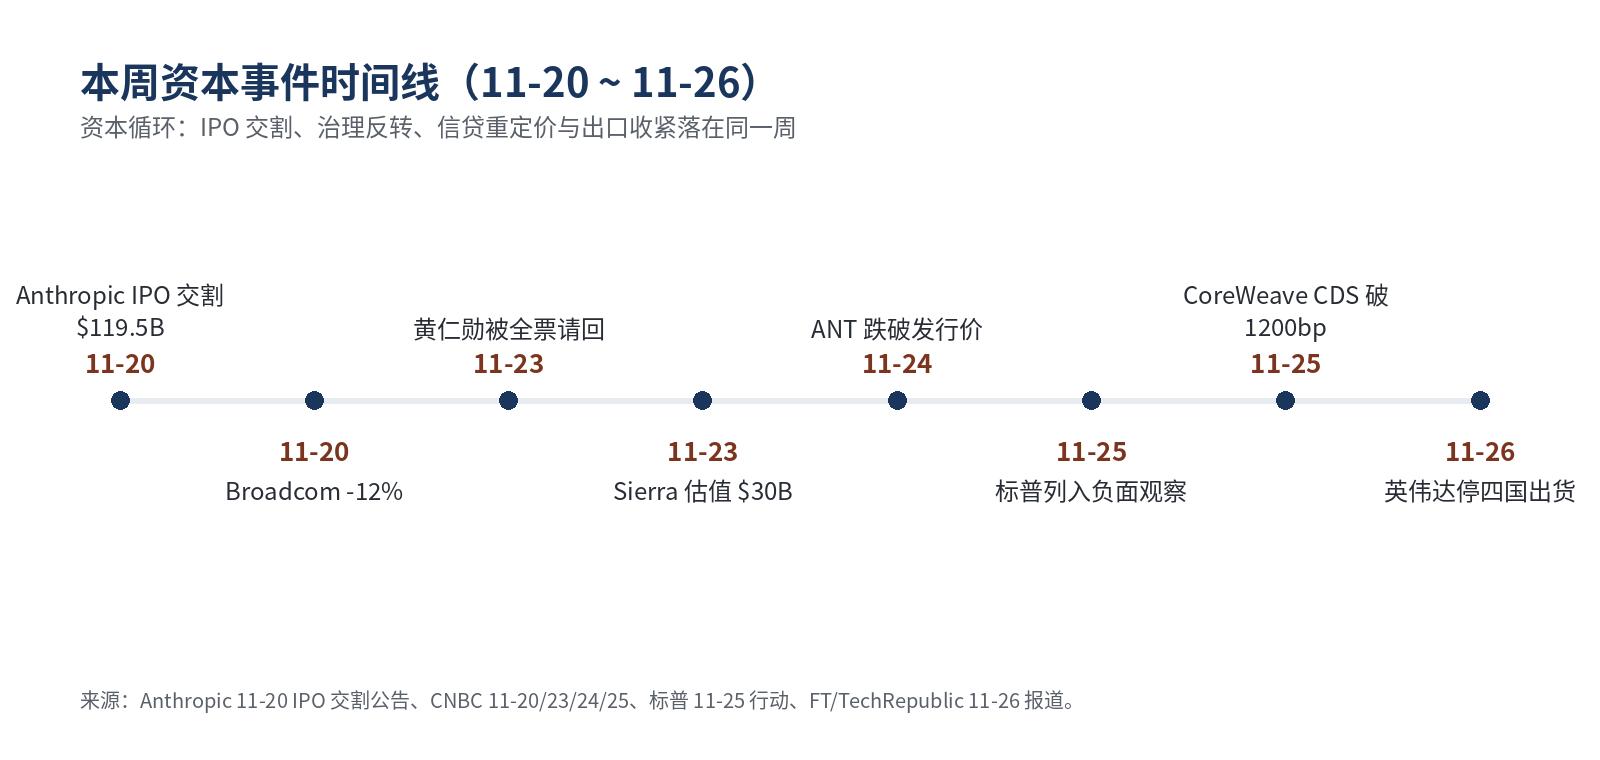 本周资本事件时间线（11-20 ~ 11-26）
资本循环：IPO 交割、治理反转、信贷重定价与出口收紧落在同一周
Anthropic IPO 交割
$119.5B
11-20
11-20
Broadcom -12%
黄仁勋被全票请回
11-23
11-23
Sierra 估值 $30B
ANT 跌破发行价
11-24
11-25
标普列入负面观察
CoreWeave CDS 破
1200bp
11-25
11-26
英伟达停四国出货
来源：Anthropic 11-20 IPO 交割公告、CNBC 11-20/23/24/25、标普 11-25 行动、FT/TechRepublic 11-26 报道。